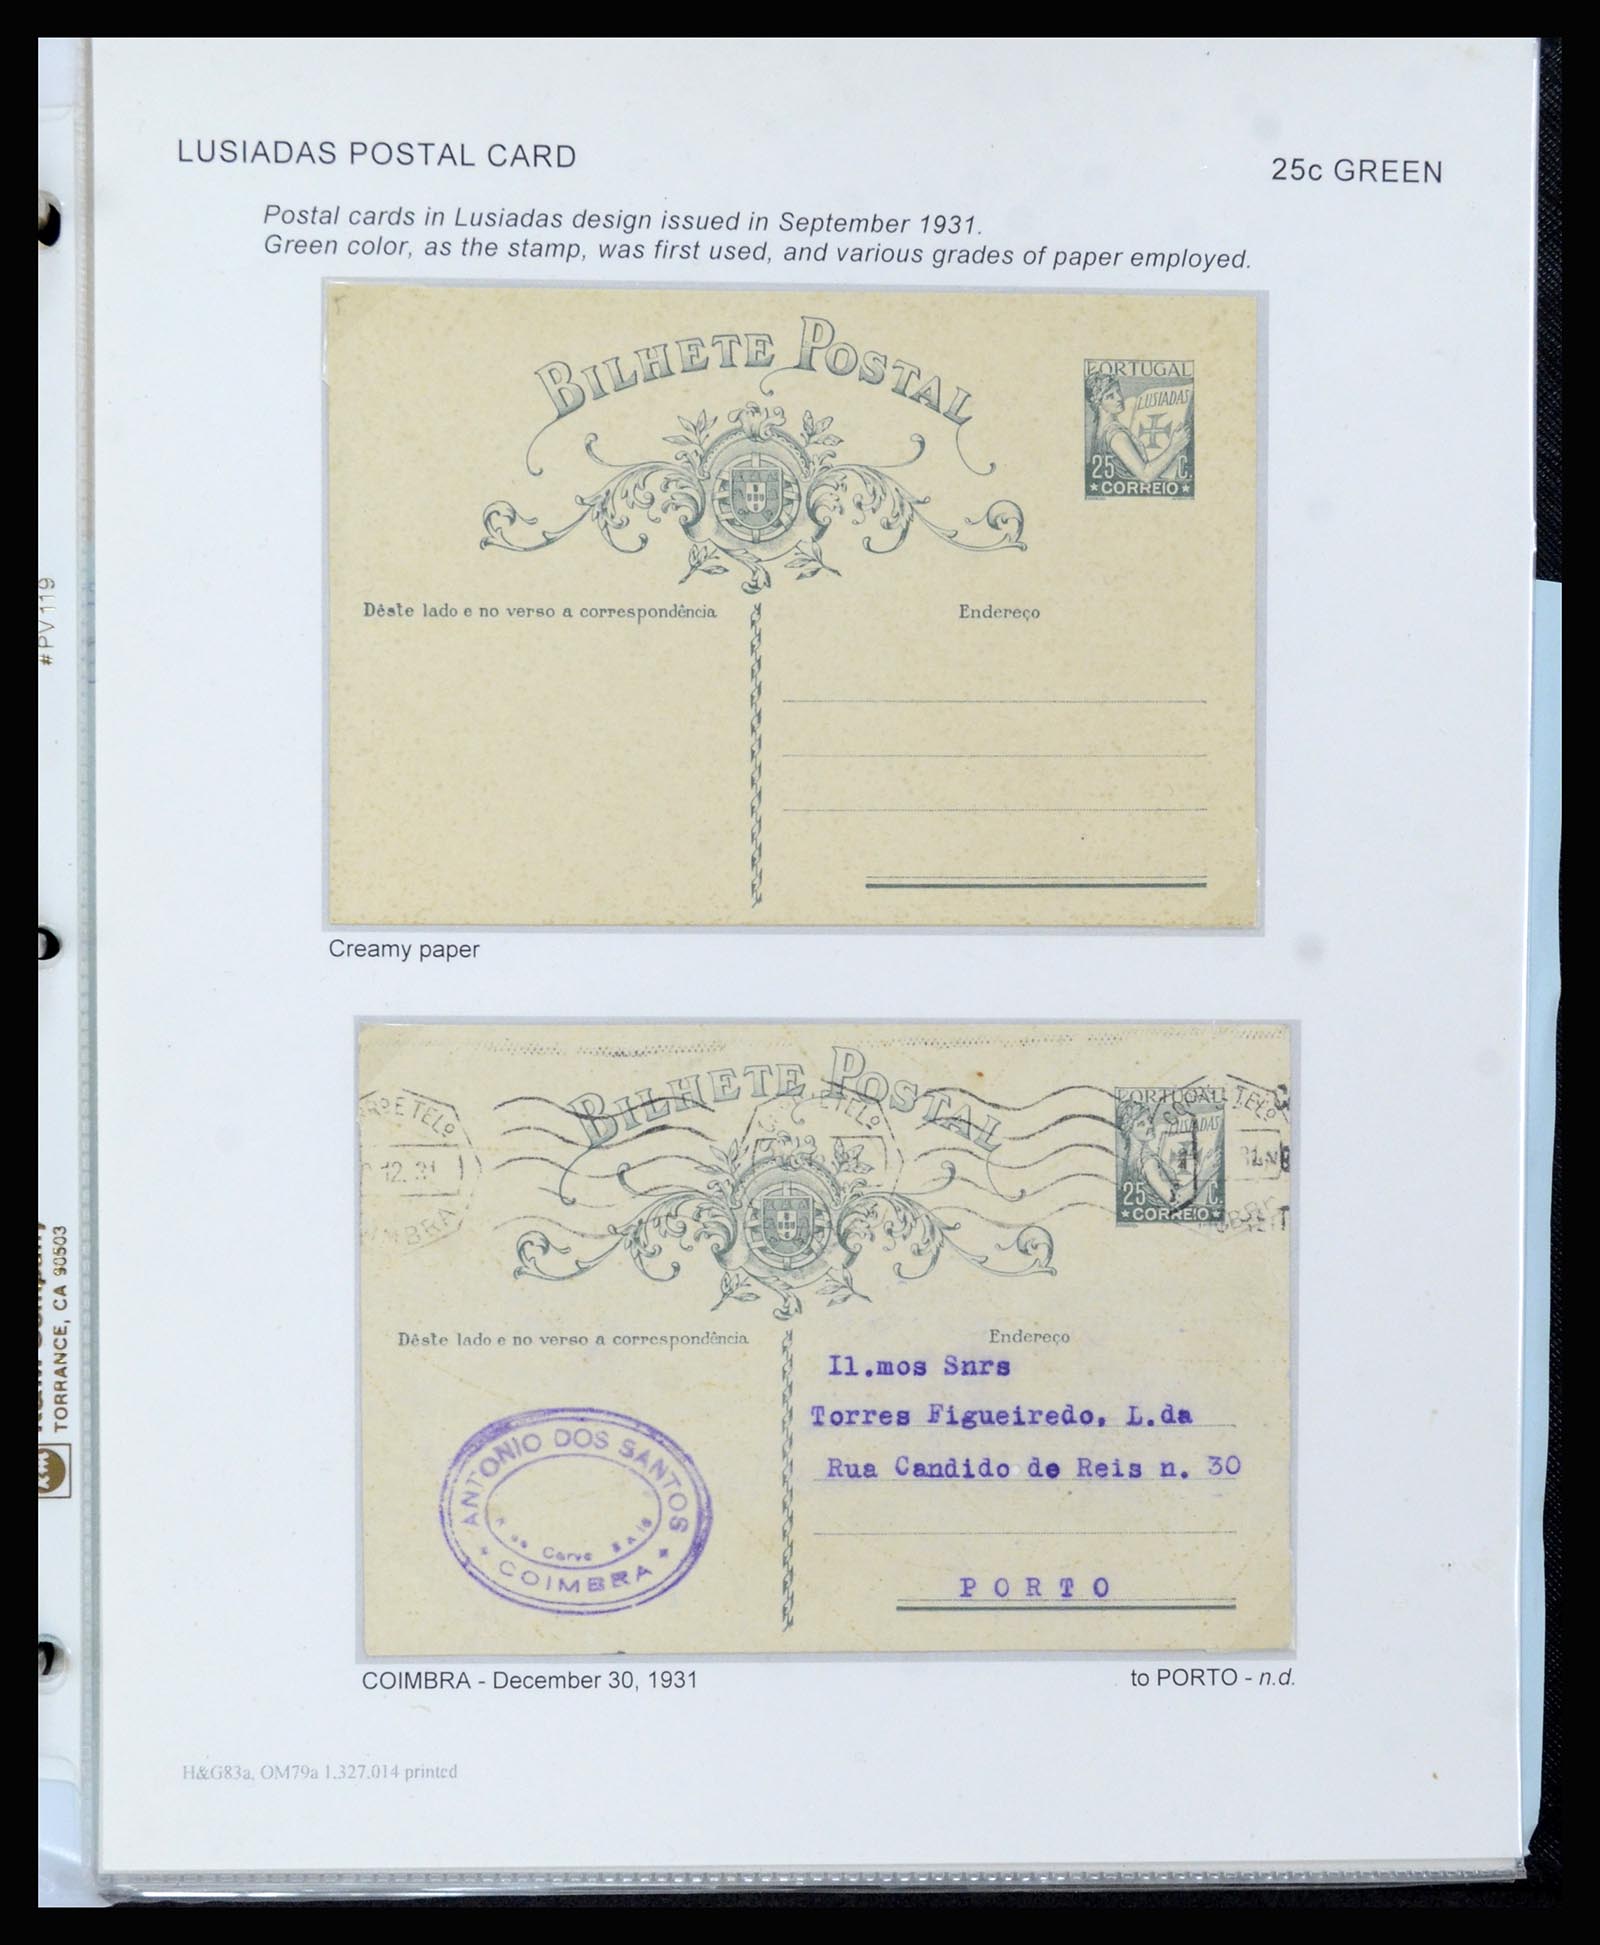 LUSIADAS POSTAL CARD
25c GREEN
Postal cards in Lusiadas design issued in September 1931.
Green color, as the stamp, was first used, and various grades of paper employed.
BILHETE POSTAL
PORTUGAL
LUSIADAS
25 C.
★CORREIO★
Dêste lado e no verso a correspondência
Endereço
Creamy paper
BILHETE POSTAL
PORTUGAL
LUSIADAS
25 C.
★CORREIO★
E TELO
12. 31
Dêste lado e no verso a correspondência
Endereço
Il.mos Snrs
Torres Figueiredo, L.da
Rua Candido de Reis n. 30
PORTO
ANTONIO DOS SANTOS
COIMBRA
COIMBRA - December 30, 1931
to PORTO - n.d.
H&G83a, OM79a 1.327.014 printed
# PV119
TORRANCE, CA 90503